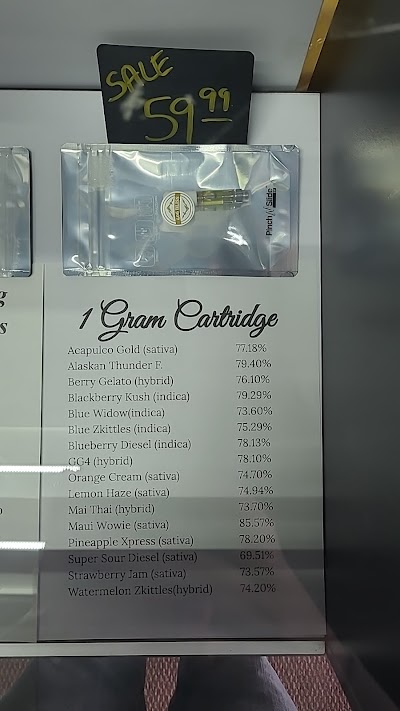 SALE
59 99
Pinch // Slide
1 Gram Cartridge
Acapulco Gold (sativa) 77.18%
Alaskan Thunder F. 79.40%
Berry Gelato (hybrid) 76.10%
Blackberry Kush (indica) 79.29%
Blue Widow(indica) 73.60%
Blue Zkittles (indica) 75.29%
Blueberry Diesel (indica) 78.13%
GG4 (hybrid) 78.10%
Orange Cream (sativa) 74.70%
Lemon Haze (sativa) 74.94%
Mai Thai (hybrid) 73.70%
Maui Wowie (sativa) 85.57%
Pineapple Xpress (sativa) 78.20%
Super Sour Diesel (sativa) 69.51%
Strawberry Jam (sativa) 73.57%
Watermelon Zkittles(hybrid) 74.20%